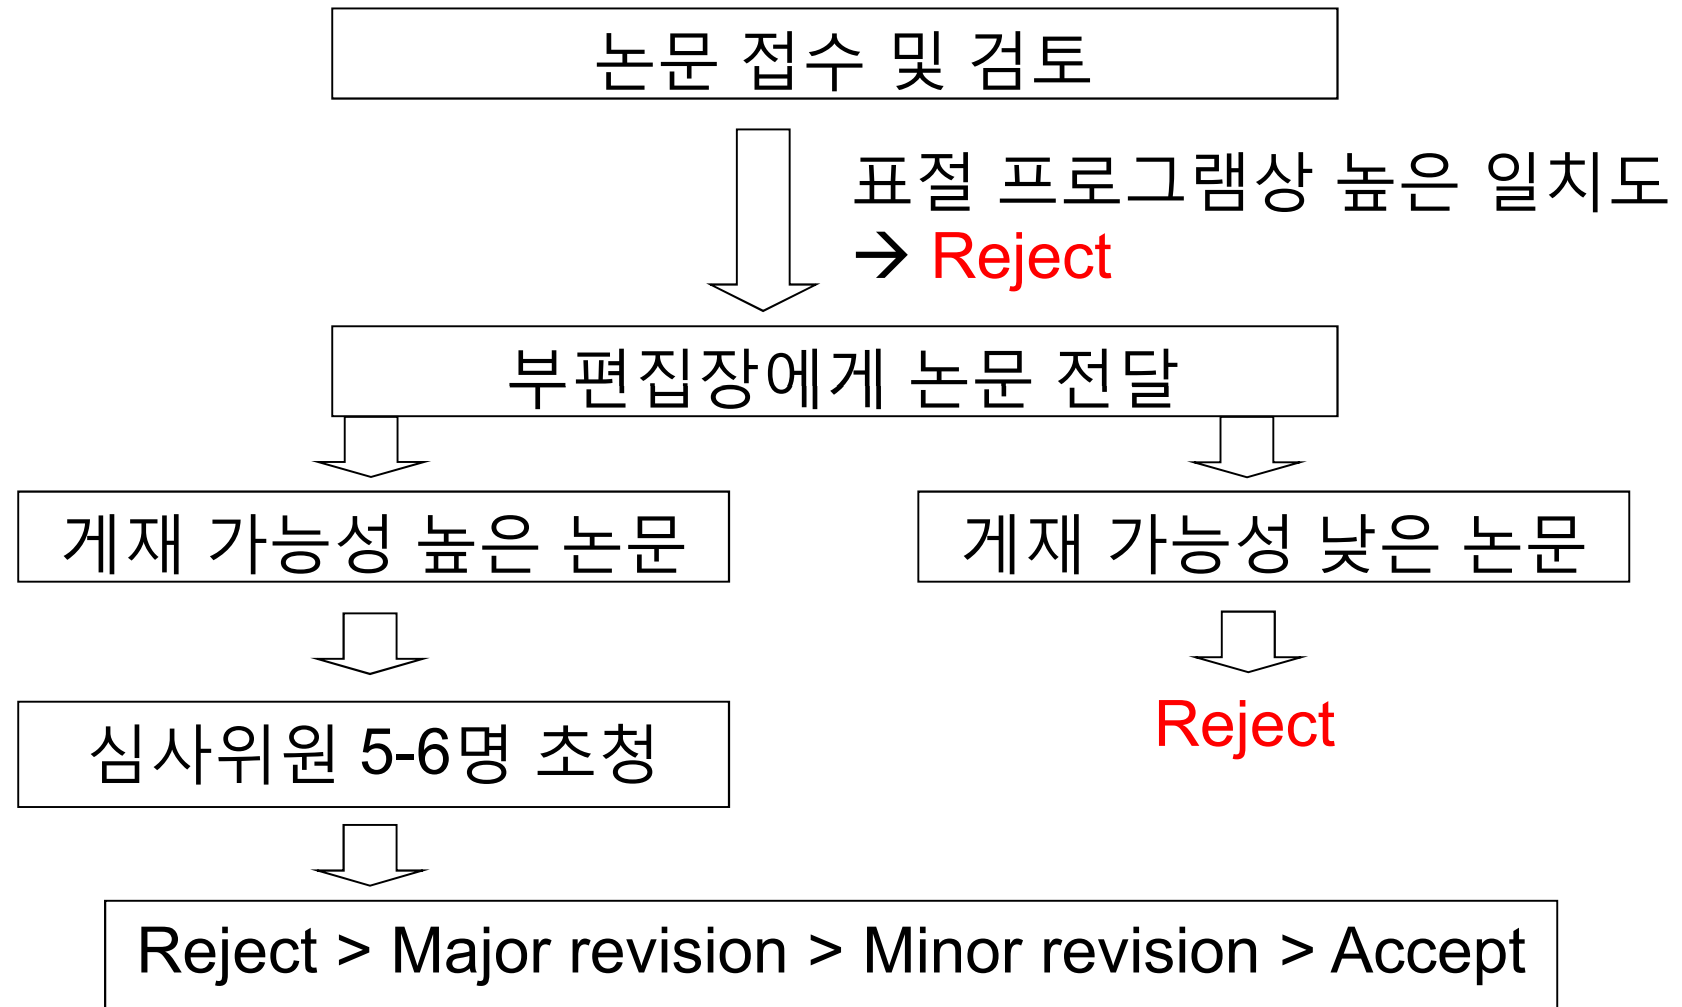 논문 접수 및 검토
표절 프로그램상 높은 일치도
→ Reject
부편집장에게 논문 전달
게재 가능성 높은 논문
게재 가능성 낮은 논문
심사위원 5-6명 초청
Reject
Reject > Major revision > Minor revision > Accept